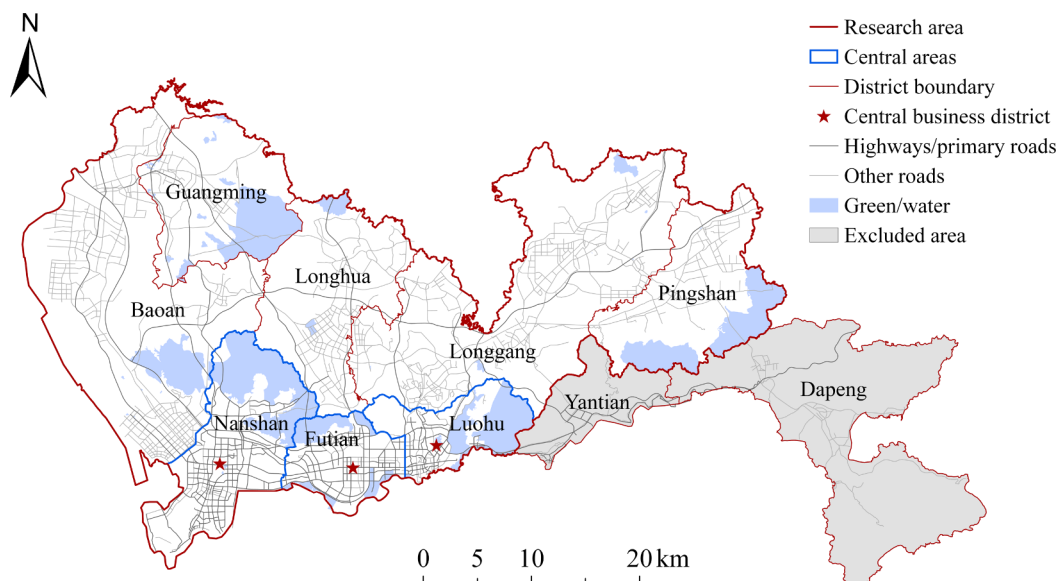 N
Research area
Central areas
District boundary
Central business district
Highways/primary roads
Other roads
Green/water
Excluded area
Guangming
Longhua
Baoan
Pingshan
Longgang
Dapeng
Yantian
Nanshan
Futian
Luohu
0 5 10 20 km